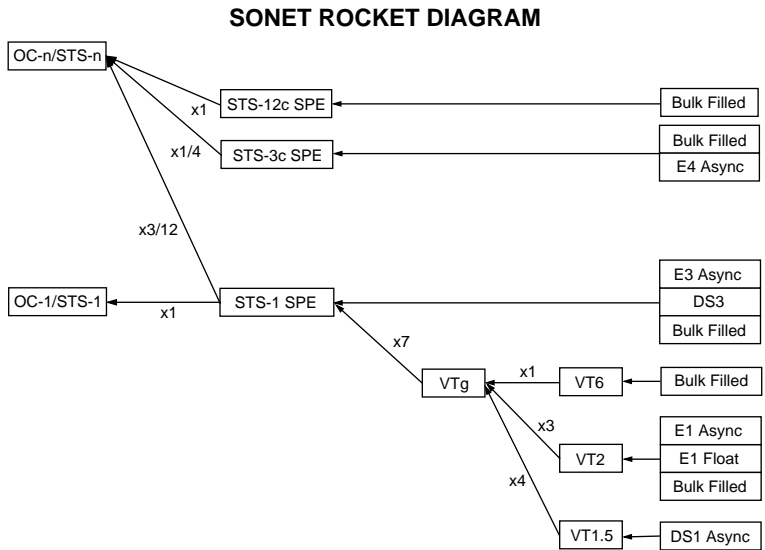 SONET ROCKET DIAGRAM
OC-n/STS-n
x1
STS-12c SPE
Bulk Filled
x1/4
STS-3c SPE
Bulk Filled
E4 Async
x3/12
E3 Async
OC-1/STS-1
x1
STS-1 SPE
DS3
Bulk Filled
x7
VTg
x1
VT6
Bulk Filled
x3
E1 Async
VT2
E1 Float
x4
Bulk Filled
VT1.5
DS1 Async